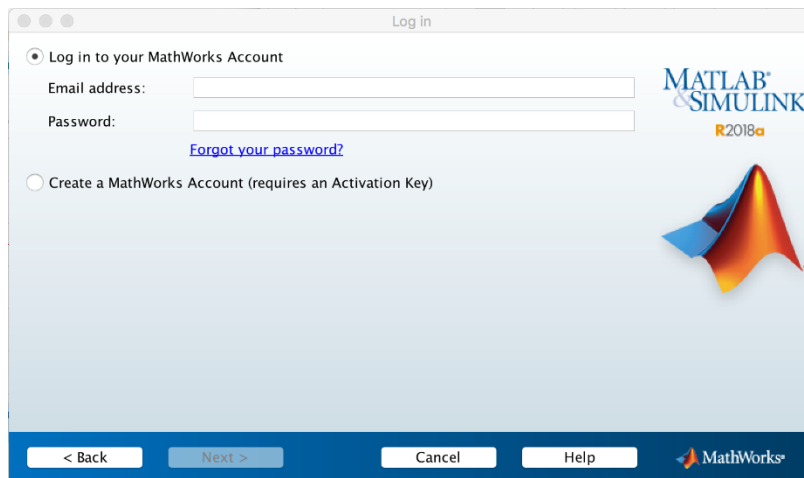 Log in
Log in to your MathWorks Account
Email address:
Password:
Forgot your password?
Create a MathWorks Account (requires an Activation Key)
MATLAB®
&SIMULINK
R2018a
< Back
Next >
Cancel
Help
MathWorks®